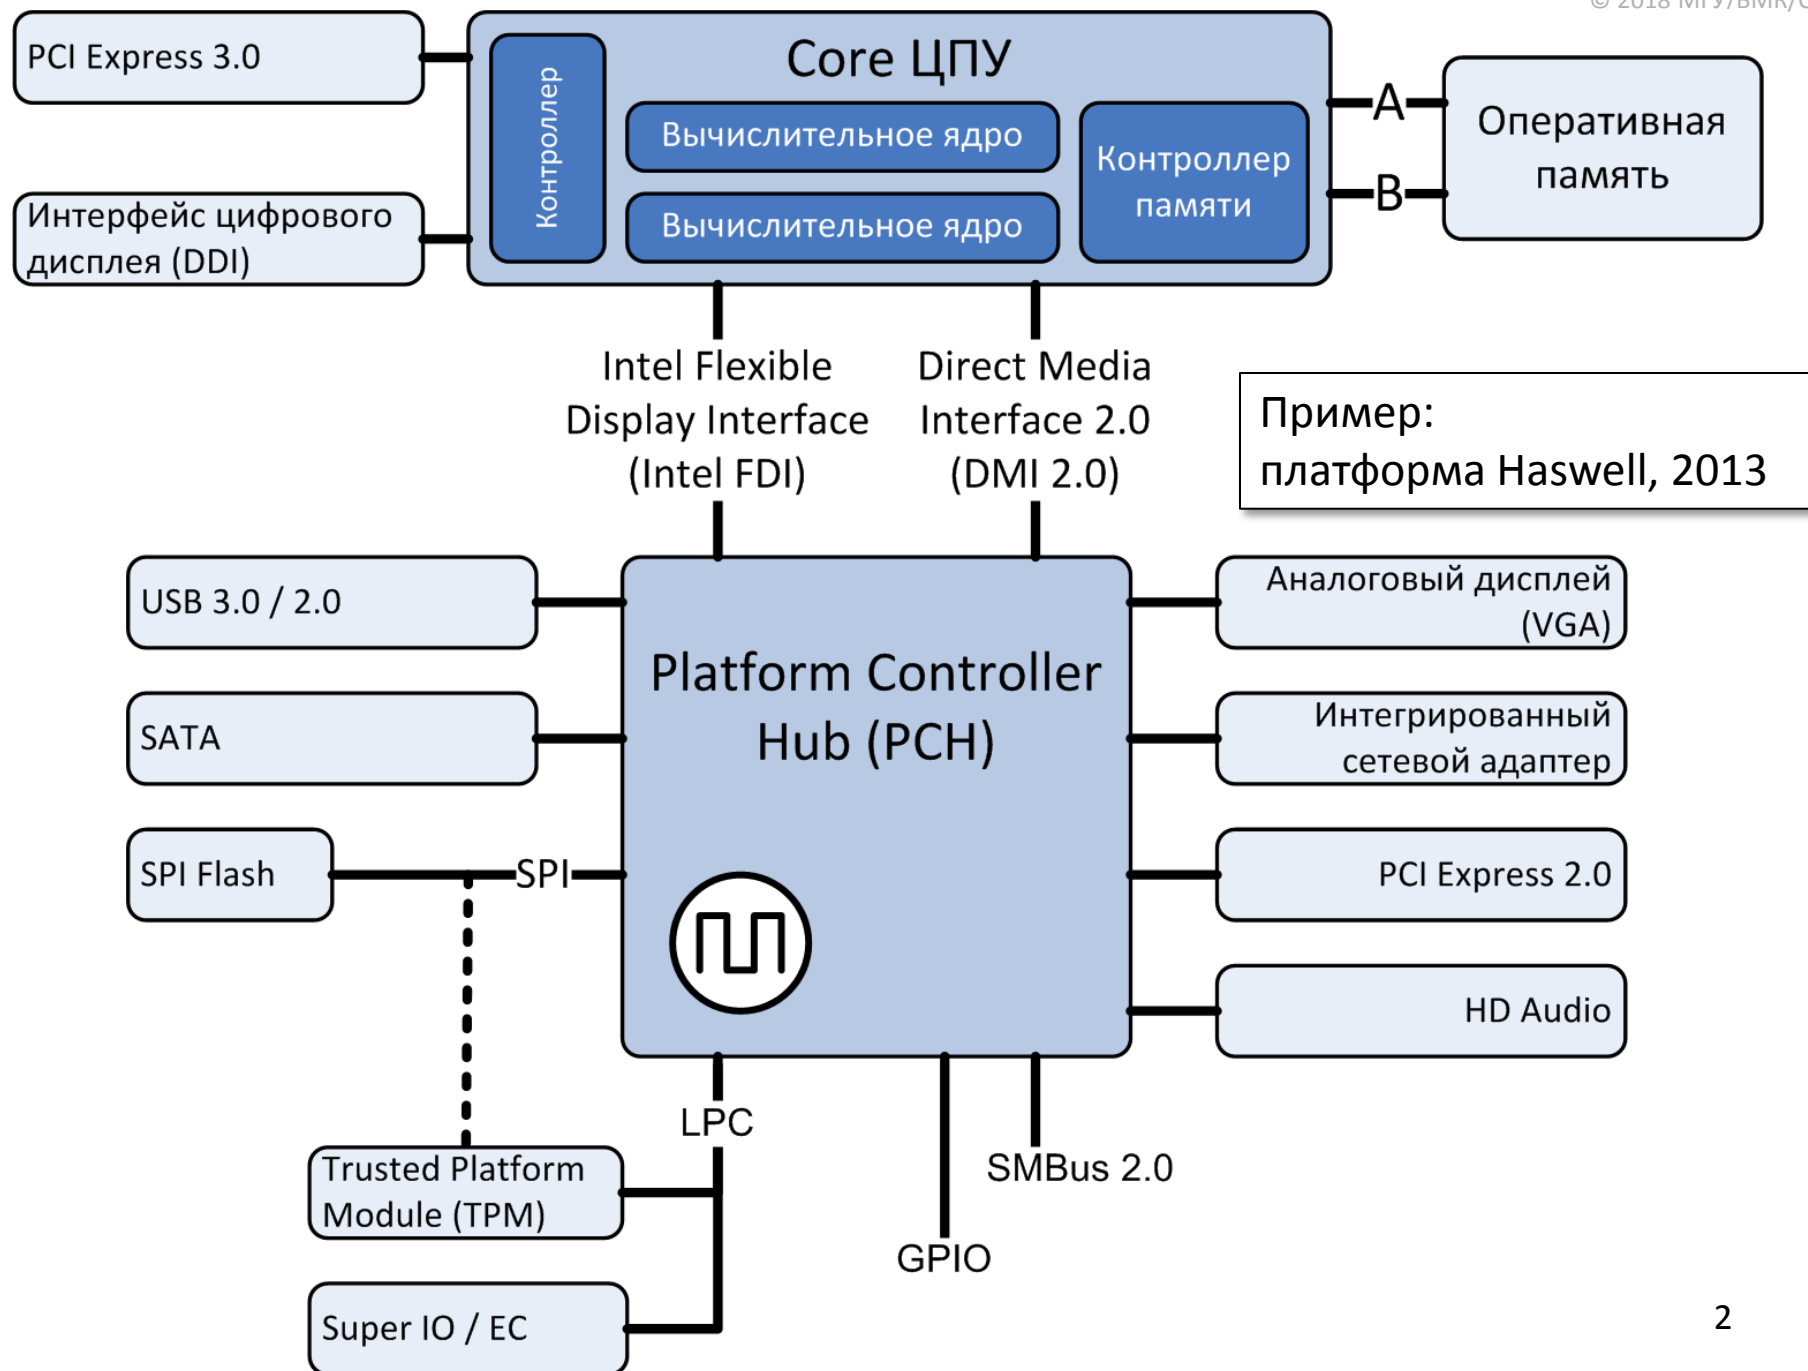 © 2018 МГУ/ВМК/С
PCI Express 3.0
Интерфейс цифрового
дисплея (DDI)
Core ЦПУ
Контроллер
Вычислительное ядро
Вычислительное ядро
Контроллер
памяти
A
B
Оперативная
память
Intel Flexible
Display Interface
(Intel FDI)
Direct Media
Interface 2.0
(DMI 2.0)
Пример:
платформа Haswell, 2013
USB 3.0 / 2.0
SATA
SPI Flash
SPI
Platform Controller
Hub (PCH)
Аналоговый дисплей
(VGA)
Интегрированный
сетевой адаптер
PCI Express 2.0
HD Audio
LPC
Trusted Platform
Module (TPM)
Super IO / EC
SMBus 2.0
GPIO
2